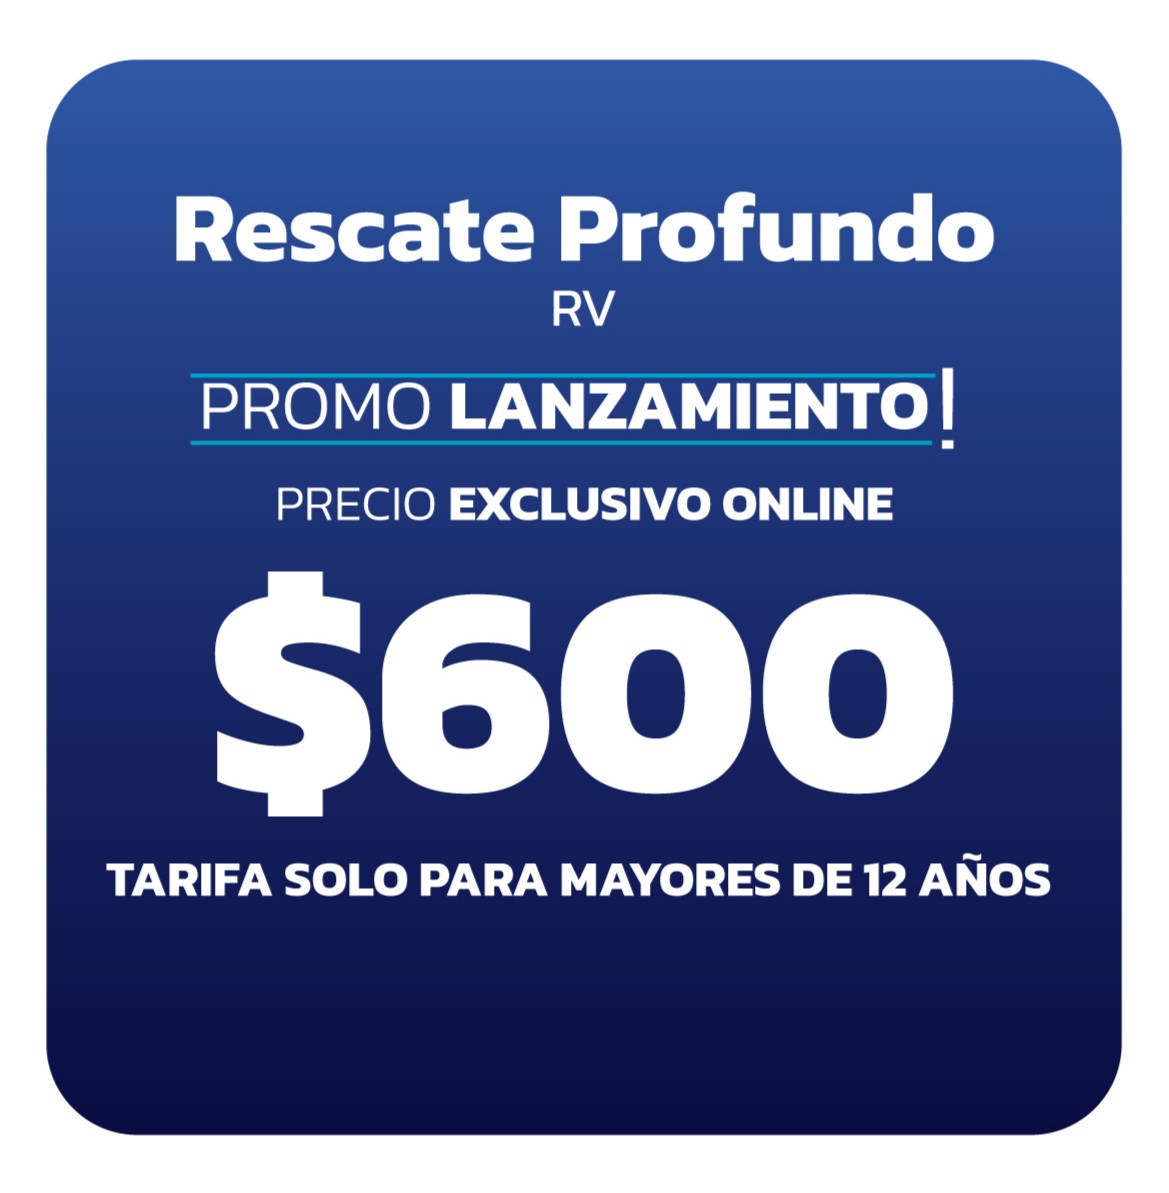 Rescate Profundo
RV
PROMO LANZAMIENTO!
PRECIO EXCLUSIVO ONLINE
$600
TARIFA SOLO PARA MAYORES DE 12 AÑOS